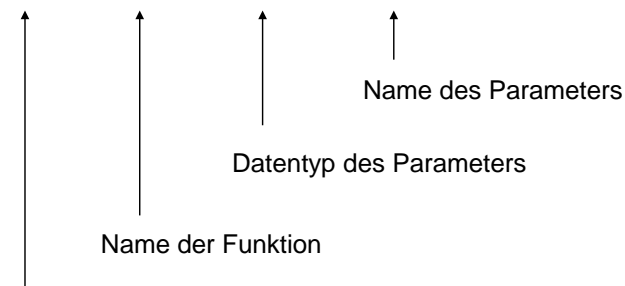 Name des Parameters
Datentyp des Parameters
Name der Funktion